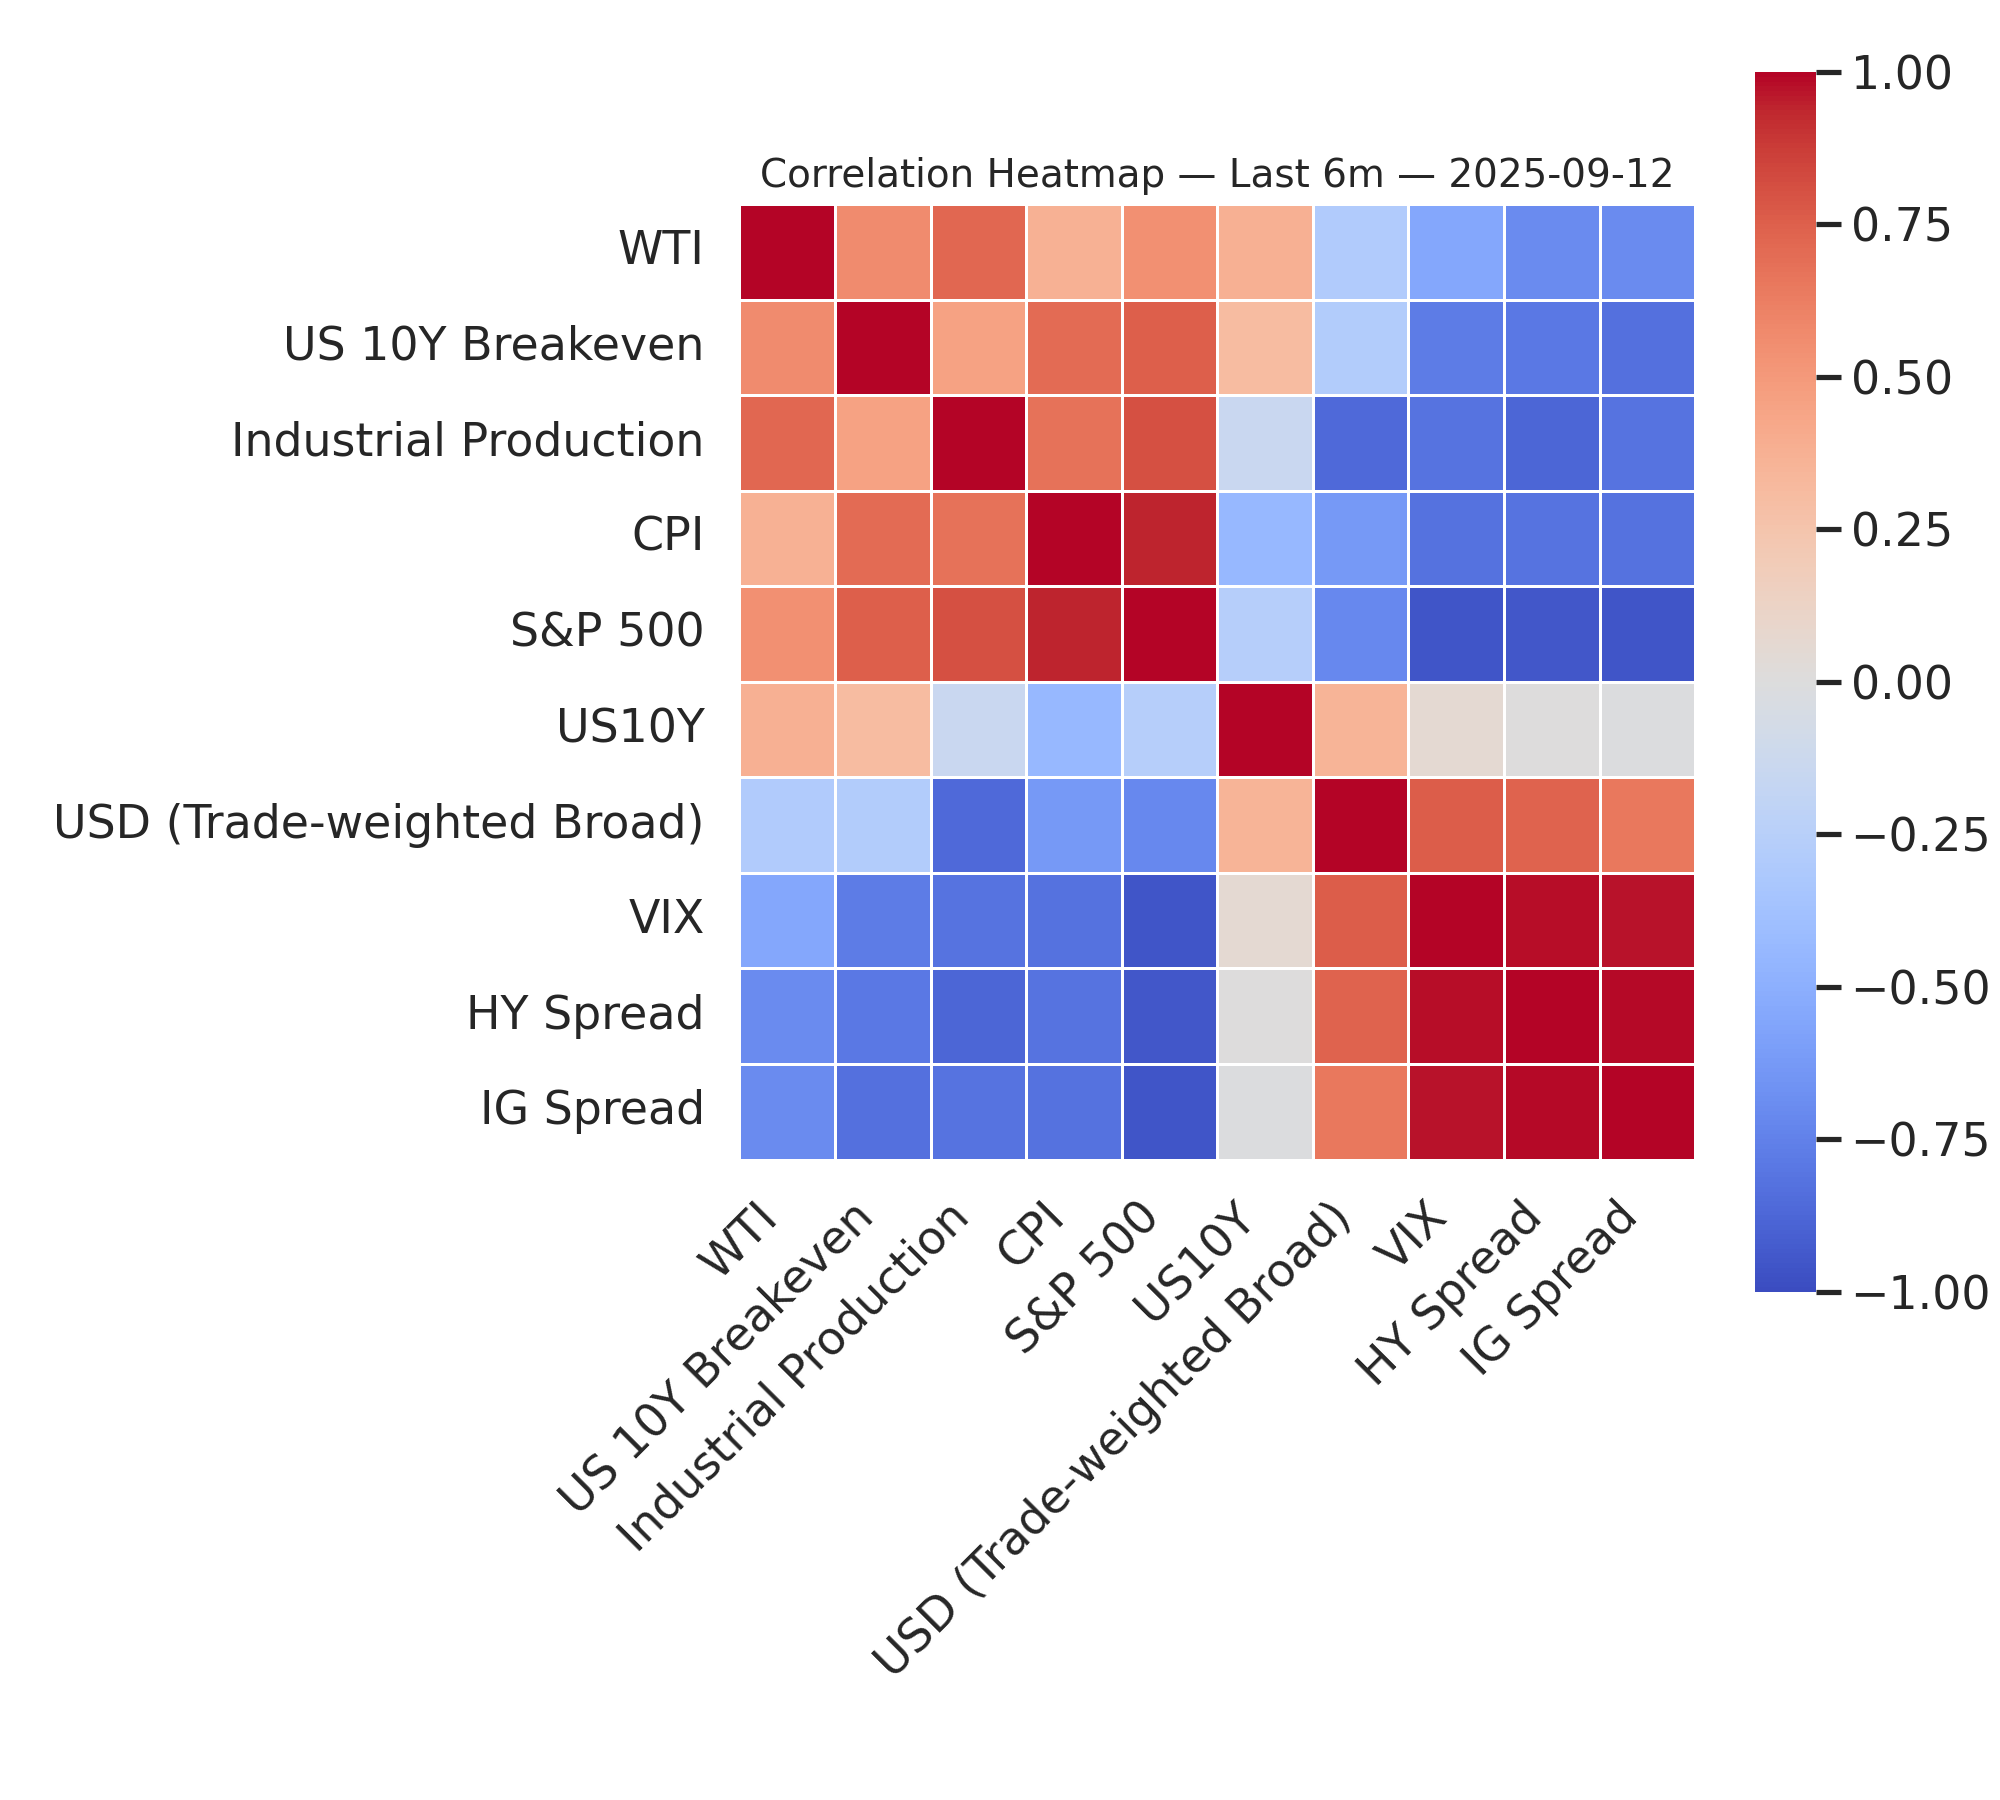 Correlation Heatmap — Last 6m — 2025-09-12
WTI
US 10Y Breakeven
Industrial Production
CPI
S&P 500
US10Y
USD (Trade-weighted Broad)
VIX
HY Spread
IG Spread
WTI
US 10Y Breakeven
Industrial Production
CPI
S&P 500
US10Y
USD (Trade-weighted Broad)
VIX
HY Spread
IG Spread
1.00
0.75
0.50
0.25
0.00
−0.25
−0.50
−0.75
−1.00